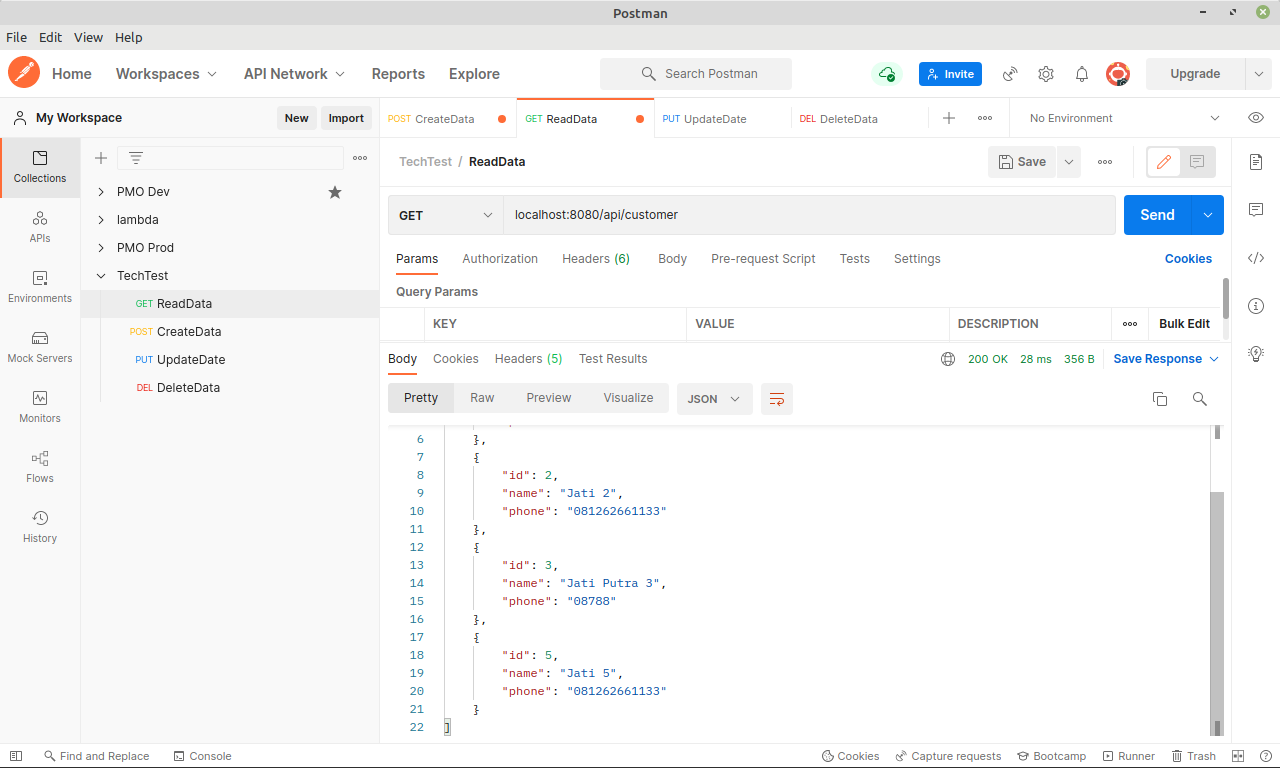 Postman
File Edit View Help
Home Workspaces API Network Reports Explore Search Postman Invite Upgrade
My Workspace New Import
POST CreateData GET ReadData PUT UpdateDate DEL DeleteData No Environment
Collections
APIs
Environments
Mock Servers
Monitors
Flows
History
PMO Dev
lambda
PMO Prod
TechTest
GET ReadData
POST CreateData
PUT UpdateDate
DEL DeleteData
TechTest / ReadData Save
GET localhost:8080/api/customer Send
Params Authorization Headers (6) Body Pre-request Script Tests Settings Cookies
Query Params
KEY VALUE DESCRIPTION Bulk Edit
Body Cookies Headers (5) Test Results 200 OK 28 ms 356 B Save Response
Pretty Raw Preview Visualize JSON
6 },
7 {
8 "id": 2,
9 "name": "Jati 2",
10 "phone": "081262661133"
11 },
12 {
13 "id": 3,
14 "name": "Jati Putra 3",
15 "phone": "08788"
16 },
17 {
18 "id": 5,
19 "name": "Jati 5",
20 "phone": "081262661133"
21 }
22 ]
Find and Replace Console Cookies Capture requests Bootcamp Runner Trash